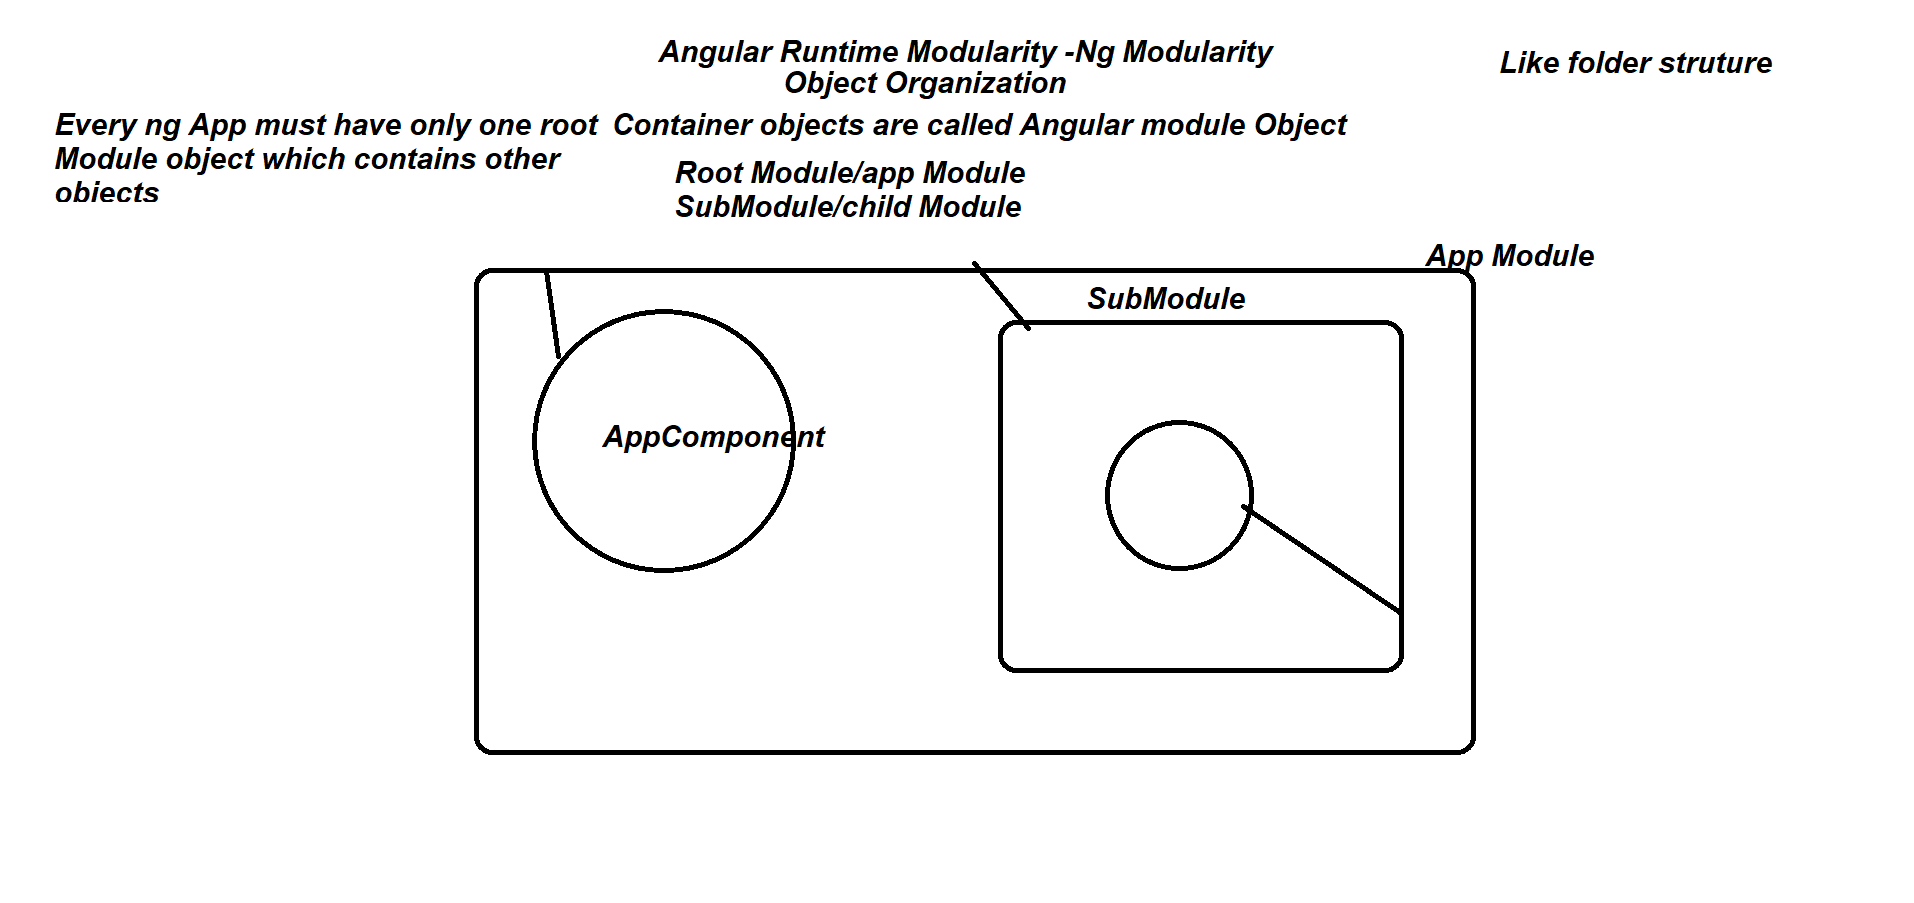 Angular Runtime Modularity -Ng Modularity
Object Organization
Like folder struture
Every ng App must have only one root
Module object which contains other
objects
Container objects are called Angular module Object
Root Module/app Module
SubModule/child Module
App Module
SubModule
AppComponent